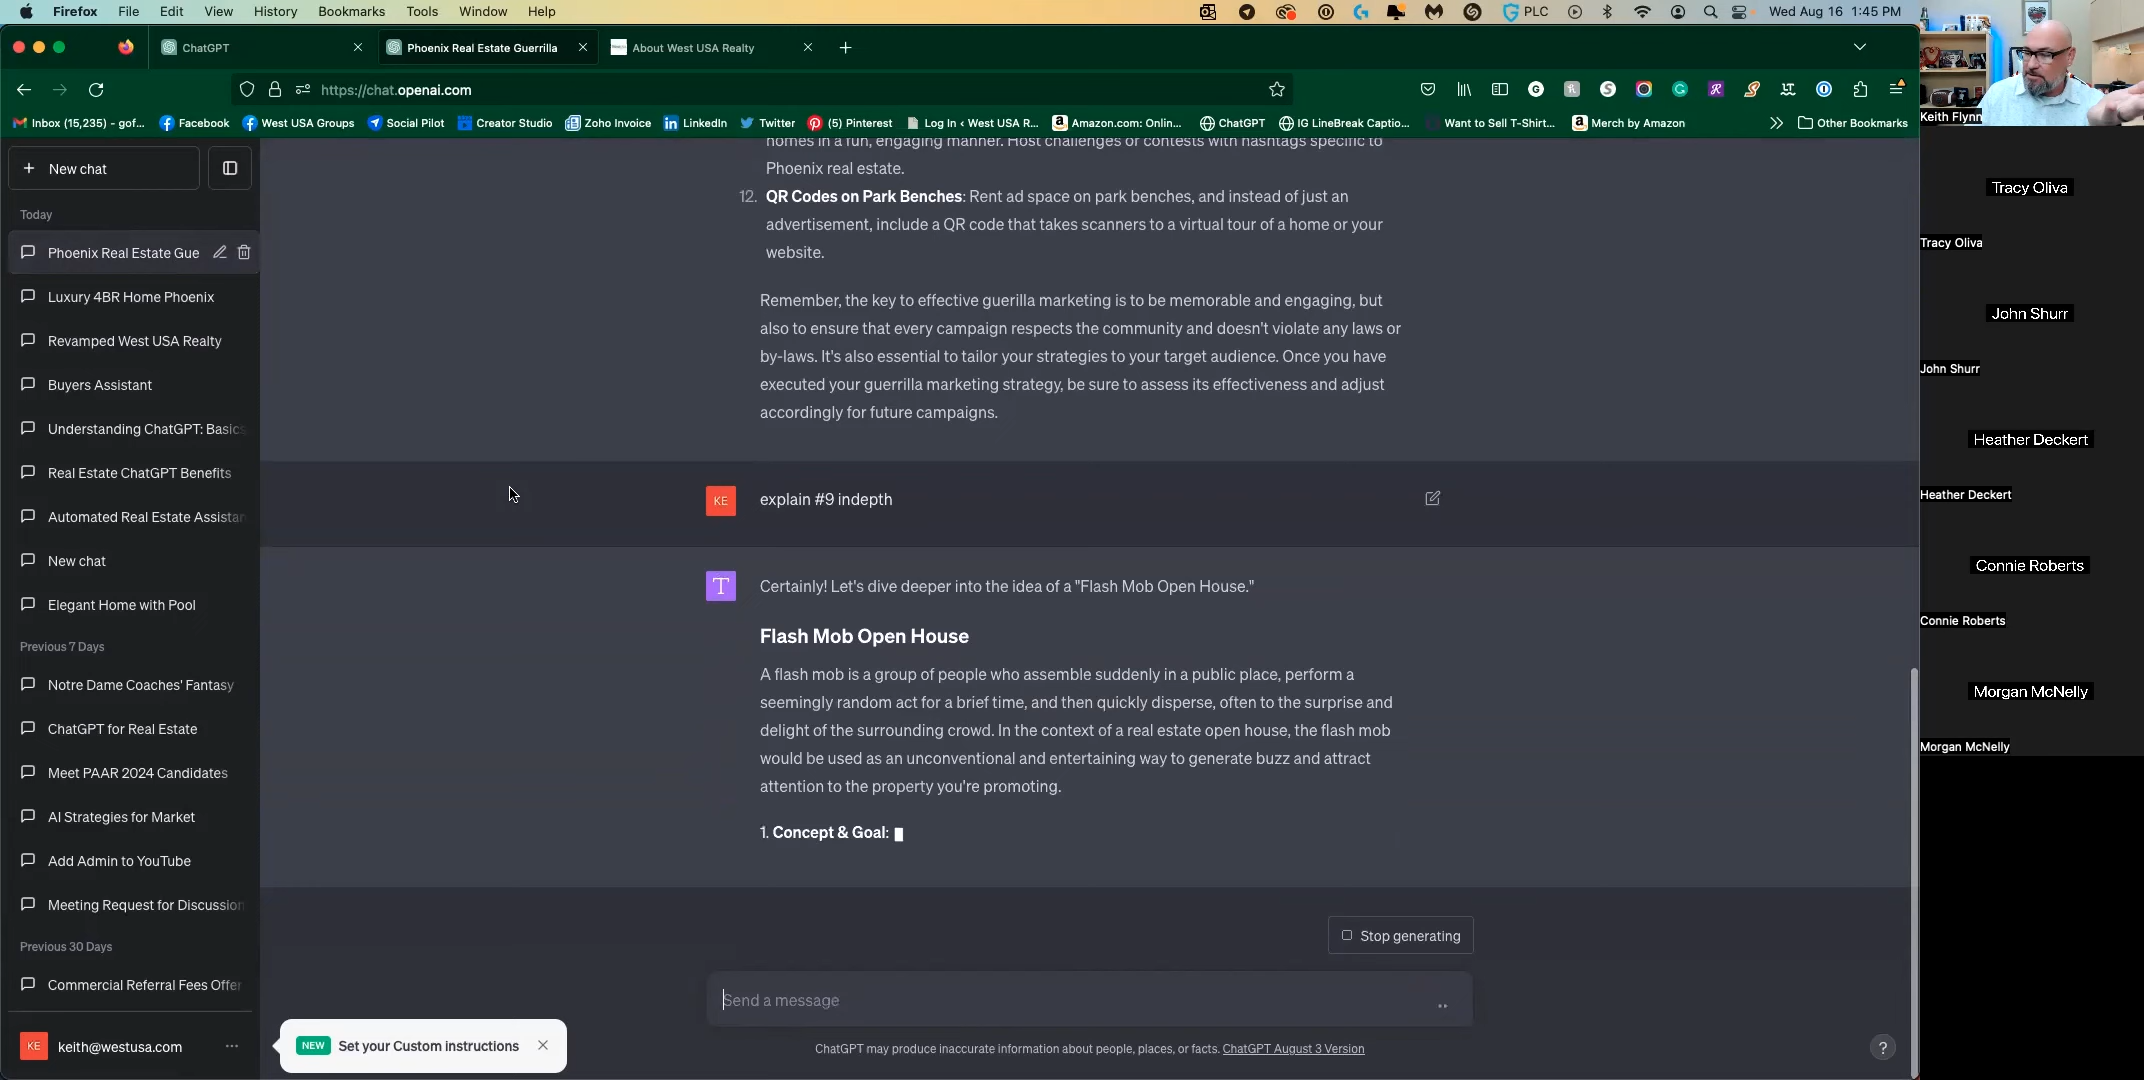 Firefox File Edit View History Bookmarks Tools Window Help PLC Wed Aug 16 1:45 PM
ChatGPT Phoenix Real Estate Guerrilla About West USA Realty
https://chat.openai.com
Inbox (15,235) - gof... Facebook West USA Groups Social Pilot Creator Studio Zoho Invoice LinkedIn Twitter (5) Pinterest Log In ‹ West USA R... Amazon.com: Onlin... ChatGPT IG LineBreak Captio... Want to Sell T-Shirt... Merch by Amazon Other Bookmarks
New chat
Today
Phoenix Real Estate Gue
Luxury 4BR Home Phoenix
Revamped West USA Realty
Buyers Assistant
Understanding ChatGPT: Basics
Real Estate ChatGPT Benefits
Automated Real Estate Assistan
New chat
Elegant Home with Pool
Previous 7 Days
Notre Dame Coaches' Fantasy
ChatGPT for Real Estate
Meet PAAR 2024 Candidates
AI Strategies for Market
Add Admin to YouTube
Meeting Request for Discussion
Previous 30 Days
Commercial Referral Fees Offer
KE keith@westusa.com
NEW Set your Custom instructions
homes in a fun, engaging manner. Host challenges or contests with hashtags specific to
Phoenix real estate.
12. QR Codes on Park Benches: Rent ad space on park benches, and instead of just an
advertisement, include a QR code that takes scanners to a virtual tour of a home or your
website.
Remember, the key to effective guerilla marketing is to be memorable and engaging, but
also to ensure that every campaign respects the community and doesn't violate any laws or
by-laws. It's also essential to tailor your strategies to your target audience. Once you have
executed your guerrilla marketing strategy, be sure to assess its effectiveness and adjust
accordingly for future campaigns.
KE explain #9 indepth
T Certainly! Let's dive deeper into the idea of a "Flash Mob Open House."
Flash Mob Open House
A flash mob is a group of people who assemble suddenly in a public place, perform a
seemingly random act for a brief time, and then quickly disperse, often to the surprise and
delight of the surrounding crowd. In the context of a real estate open house, the flash mob
would be used as an unconventional and entertaining way to generate buzz and attract
attention to the property you're promoting.
1. Concept & Goal:
Stop generating
Send a message
ChatGPT may produce inaccurate information about people, places, or facts. ChatGPT August 3 Version
?
Keith Flynn
Tracy Oliva
Tracy Oliva
John Shurr
John Shurr
Heather Deckert
Heather Deckert
Connie Roberts
Connie Roberts
Morgan McNelly
Morgan McNelly